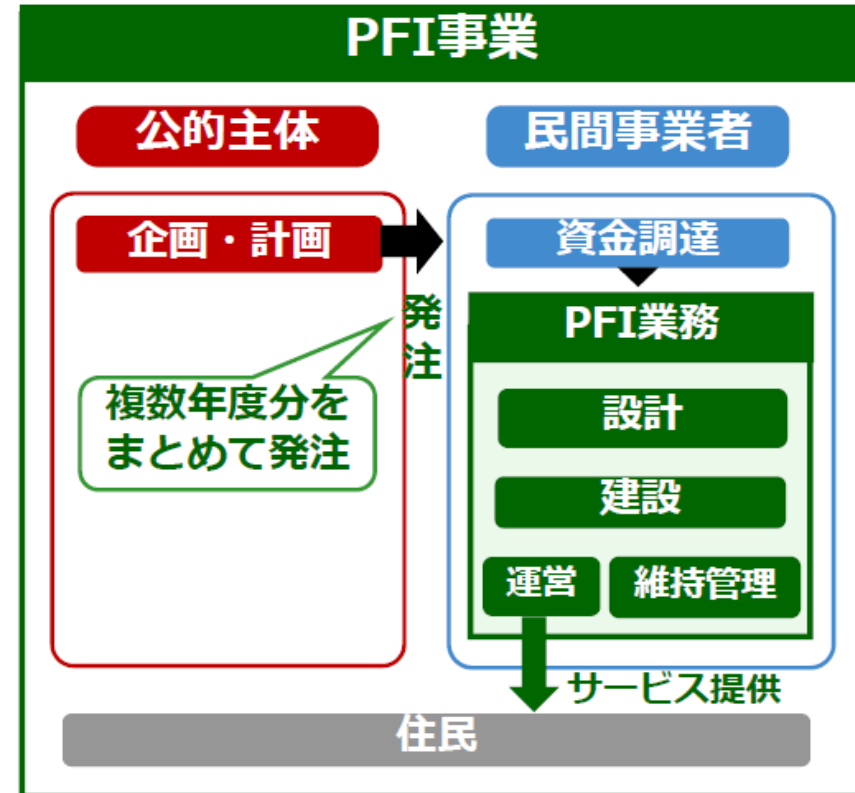 PFI事業
公的主体
民間事業者
企画・計画
発
注
複数年度分を
まとめて発注
資金調達
PFI業務
設計
建設
運営
維持管理
サービス提供
住民